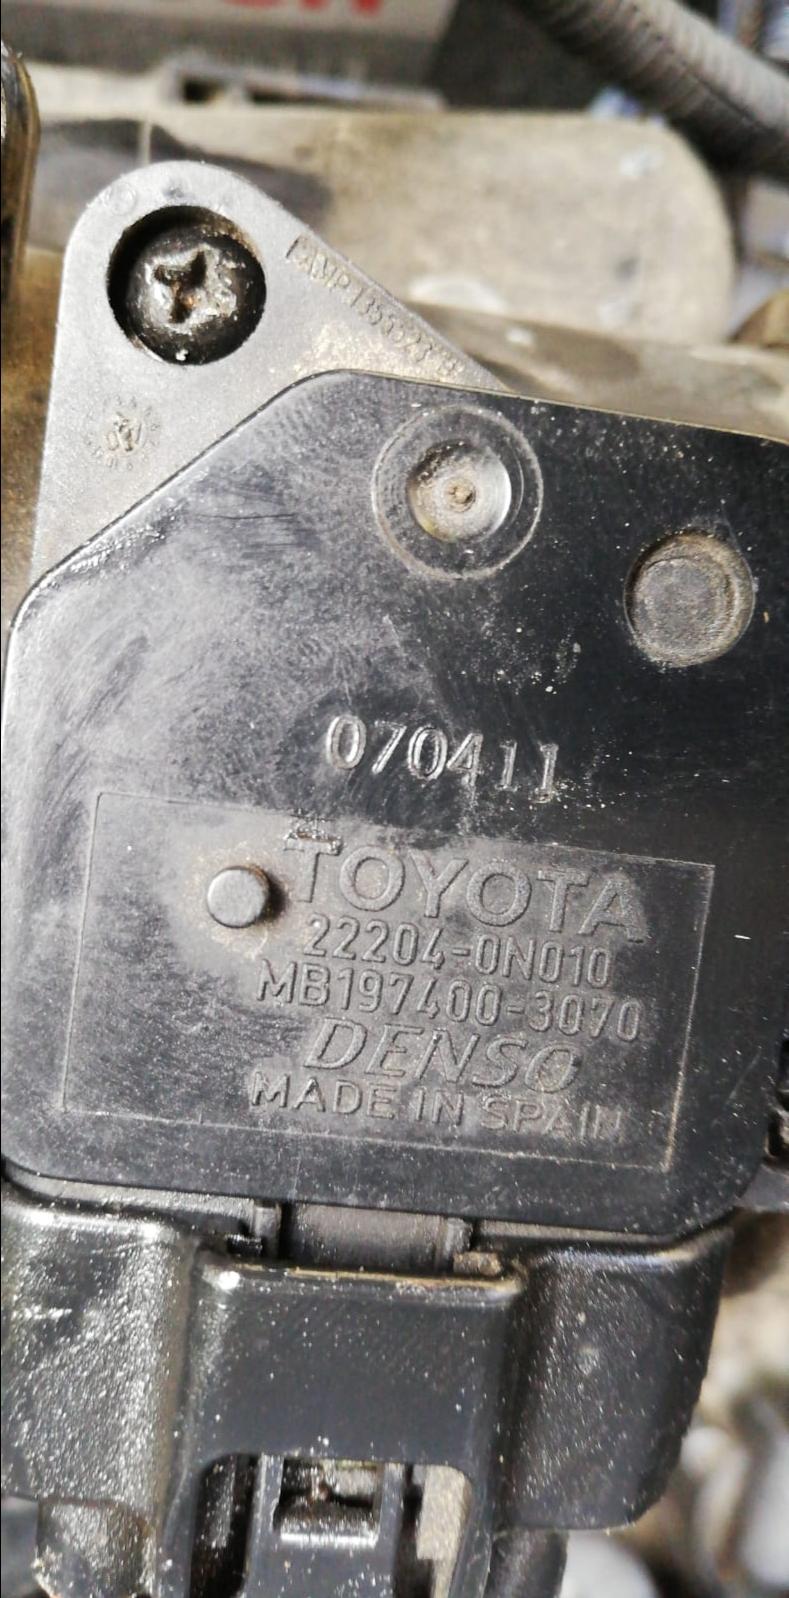 070411
TOYOTA
22204-0N010
MB197400-3070
DENSO
MADE IN SPAIN